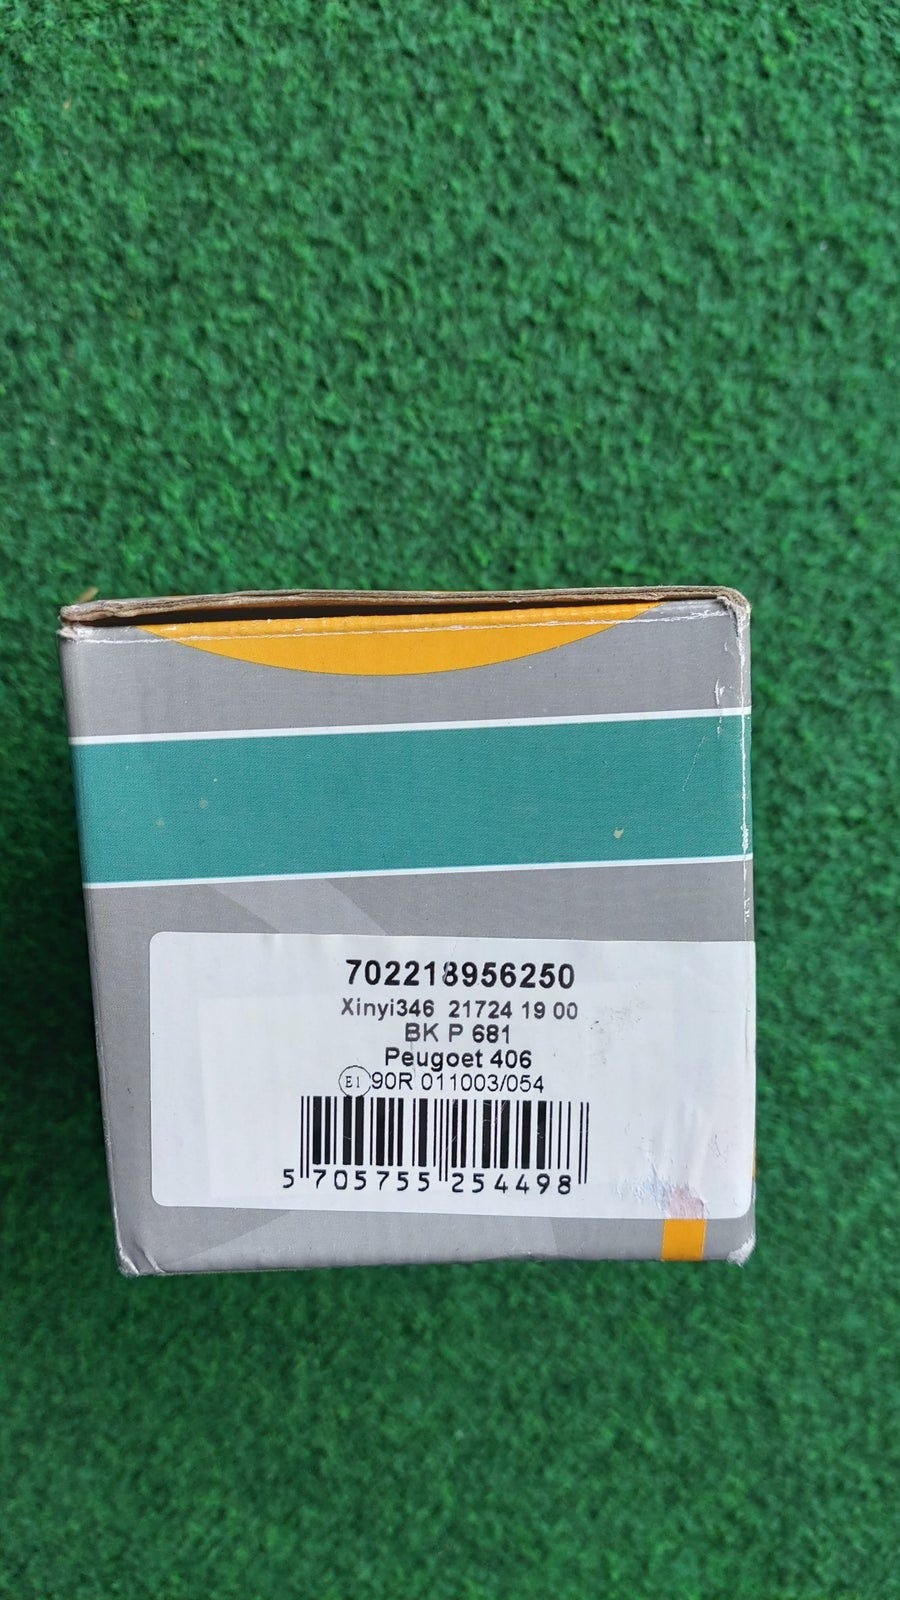 702218956250
Xinyi346 21724 19 00
BK P 681
Peugoet 406
E1 90R 011003/054
5 705755 254498